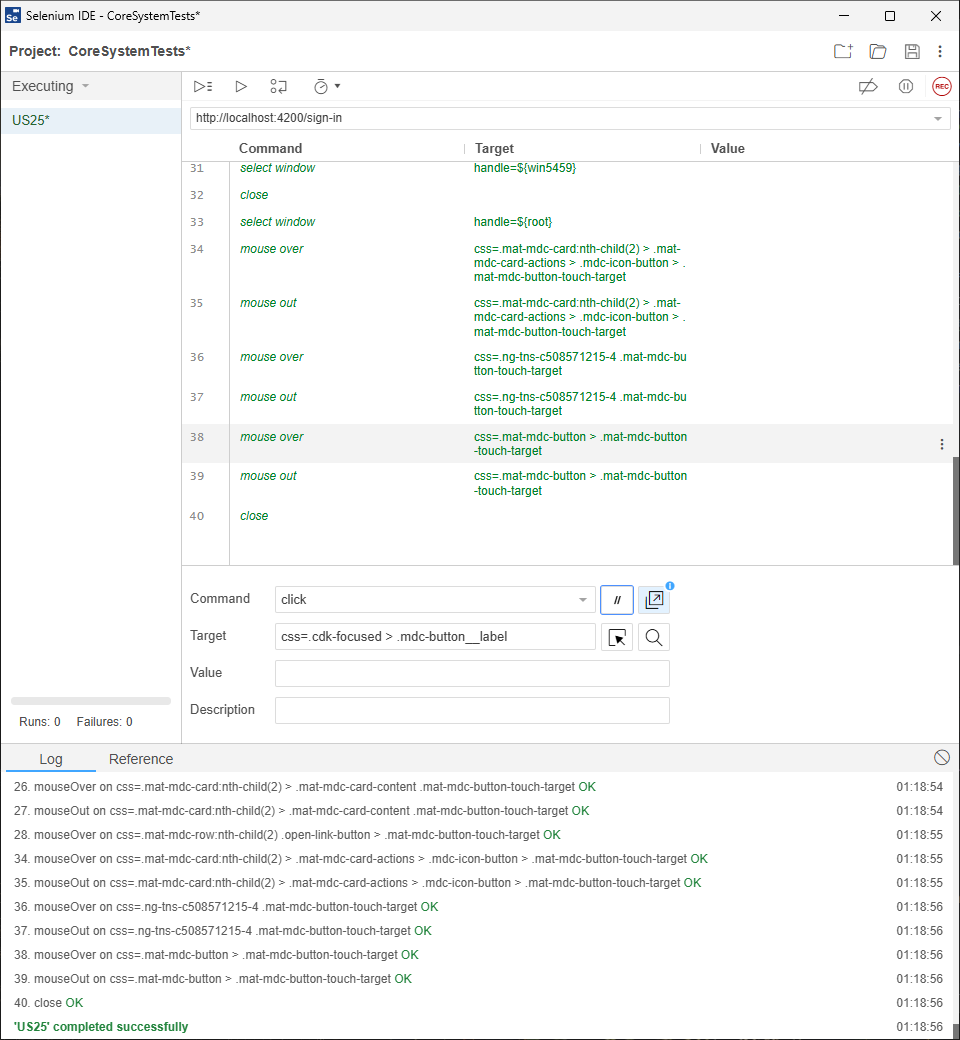 Se Selenium IDE - CoreSystemTests*
Project: CoreSystemTests*
Executing
REC
US25*
http://localhost:4200/sign-in
Command Target Value
31 select window handle=${win5459}
32 close
33 select window handle=${root}
34 mouse over css=.mat-mdc-card:nth-child(2) > .mat-
mdc-card-actions > .mdc-icon-button > .
mat-mdc-button-touch-target
35 mouse out css=.mat-mdc-card:nth-child(2) > .mat-
mdc-card-actions > .mdc-icon-button > .
mat-mdc-button-touch-target
36 mouse over css=.ng-tns-c508571215-4 .mat-mdc-bu
tton-touch-target
37 mouse out css=.ng-tns-c508571215-4 .mat-mdc-bu
tton-touch-target
38 mouse over css=.mat-mdc-button > .mat-mdc-button
-touch-target
39 mouse out css=.mat-mdc-button > .mat-mdc-button
-touch-target
40 close
Command click //
Target css=.cdk-focused > .mdc-button__label
Value
Description
Runs: 0 Failures: 0
Log Reference
26. mouseOver on css=.mat-mdc-card:nth-child(2) > .mat-mdc-card-content .mat-mdc-button-touch-target OK 01:18:54
27. mouseOut on css=.mat-mdc-card:nth-child(2) > .mat-mdc-card-content .mat-mdc-button-touch-target OK 01:18:54
28. mouseOver on css=.mat-mdc-row:nth-child(2) .open-link-button > .mat-mdc-button-touch-target OK 01:18:55
34. mouseOver on css=.mat-mdc-card:nth-child(2) > .mat-mdc-card-actions > .mdc-icon-button > .mat-mdc-button-touch-target OK 01:18:55
35. mouseOut on css=.mat-mdc-card:nth-child(2) > .mat-mdc-card-actions > .mdc-icon-button > .mat-mdc-button-touch-target OK 01:18:55
36. mouseOver on css=.ng-tns-c508571215-4 .mat-mdc-button-touch-target OK 01:18:56
37. mouseOut on css=.ng-tns-c508571215-4 .mat-mdc-button-touch-target OK 01:18:56
38. mouseOver on css=.mat-mdc-button > .mat-mdc-button-touch-target OK 01:18:56
39. mouseOut on css=.mat-mdc-button > .mat-mdc-button-touch-target OK 01:18:56
40. close OK 01:18:56
'US25' completed successfully 01:18:56